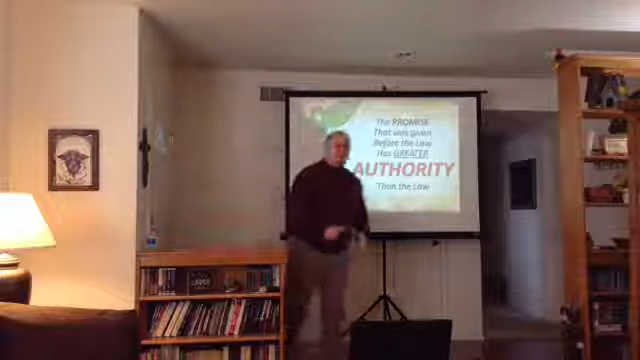 The PROMISE
That was given
Before the Law
Has GREATER
AUTHORITY
Than the Law